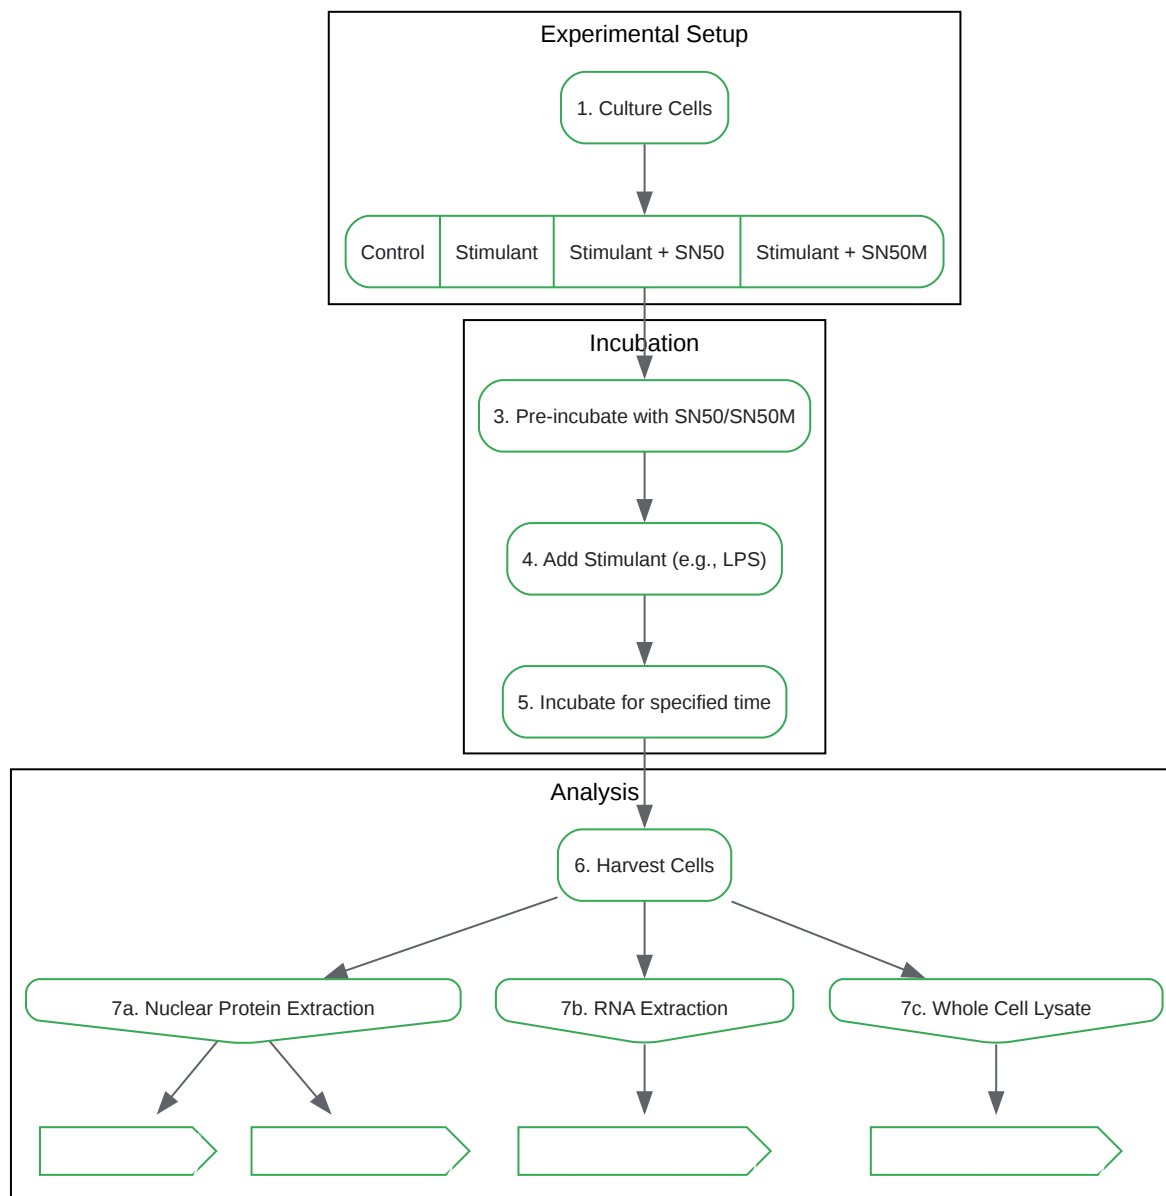 Experimental Setup
1. Culture Cells
Control
Stimulant
Stimulant + SN50
Stimulant + SN50M
Incubation
3. Pre-incubate with SN50/SN50M
4. Add Stimulant (e.g., LPS)
5. Incubate for specified time
Analysis
6. Harvest Cells
7a. Nuclear Protein Extraction
7b. RNA Extraction
7c. Whole Cell Lysate